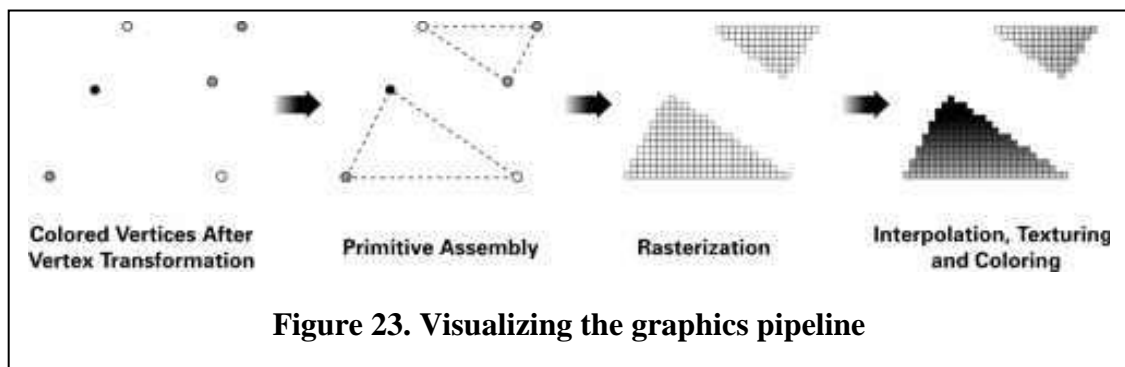 Colored Vertices After
Vertex Transformation
Primitive Assembly
Rasterization
Interpolation, Texturing
and Coloring
Figure 23. Visualizing the graphics pipeline